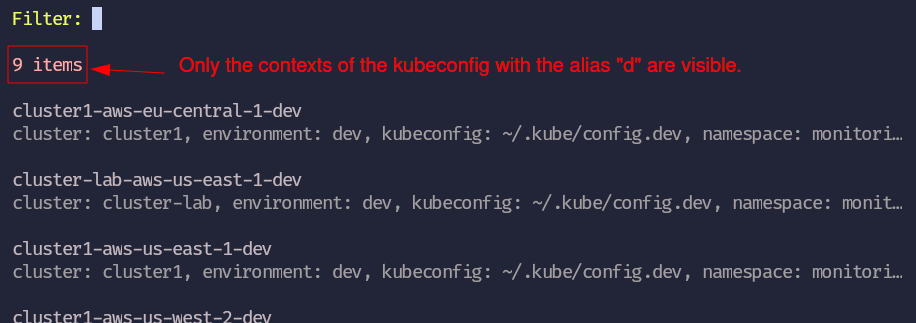 Filter:
9 items
Only the contexts of the kubeconfig with the alias "d" are visible.
cluster1-aws-eu-central-1-dev
cluster: cluster1, environment: dev, kubeconfig: ~/.kube/config.dev, namespace: monitori…
cluster-lab-aws-us-east-1-dev
cluster: cluster-lab, environment: dev, kubeconfig: ~/.kube/config.dev, namespace: monit…
cluster1-aws-us-east-1-dev
cluster: cluster1, environment: dev, kubeconfig: ~/.kube/config.dev, namespace: monitori…
cluster1-aws-us-west-2-dev